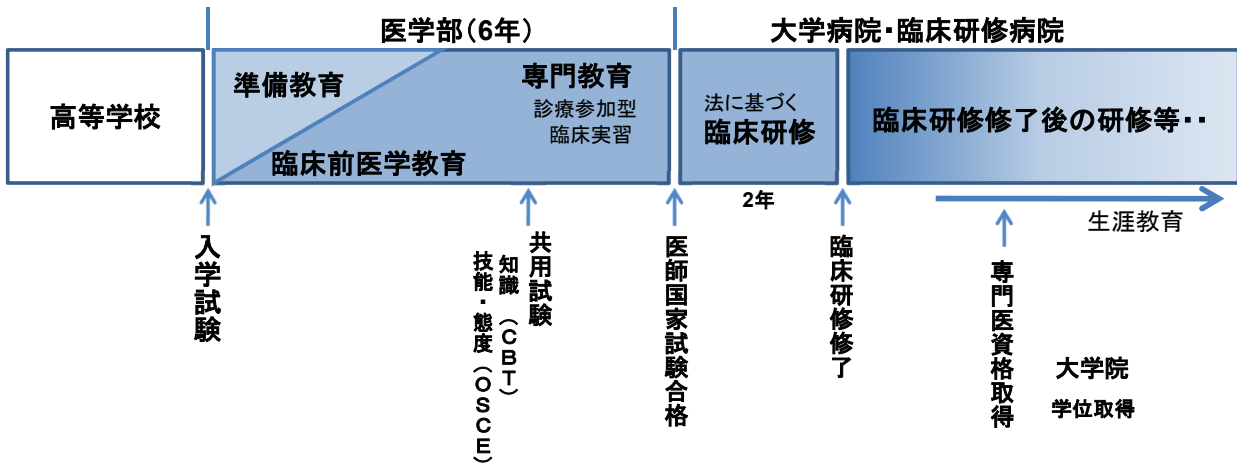 医学部（6年）
大学病院・臨床研修病院
高等学校
準備教育
臨床前医学教育
専門教育
診療参加型
臨床実習
法に基づく
臨床研修
2年
臨床研修修了後の研修等・・
生涯教育
入学試験
共用試験
知識　（ＣＢＴ）
技能・態度（ＯＳＣＥ）
医師国家試験合格
臨床研修修了
専門医資格取得
大学院
学位取得